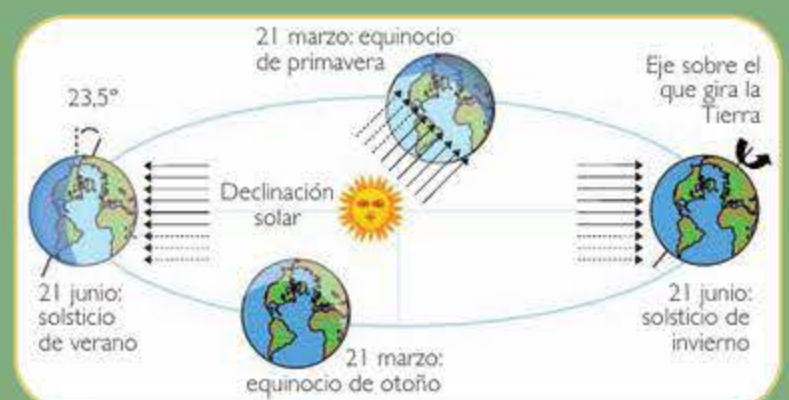 21 marzo: equinocio
de primavera
Eje sobre el
que gira la
Tierra
23,5°
Declinación
solar
21 junio:
solsticio
de verano
21 junio:
solsticio de
invierno
21 marzo:
equinocio de otoño